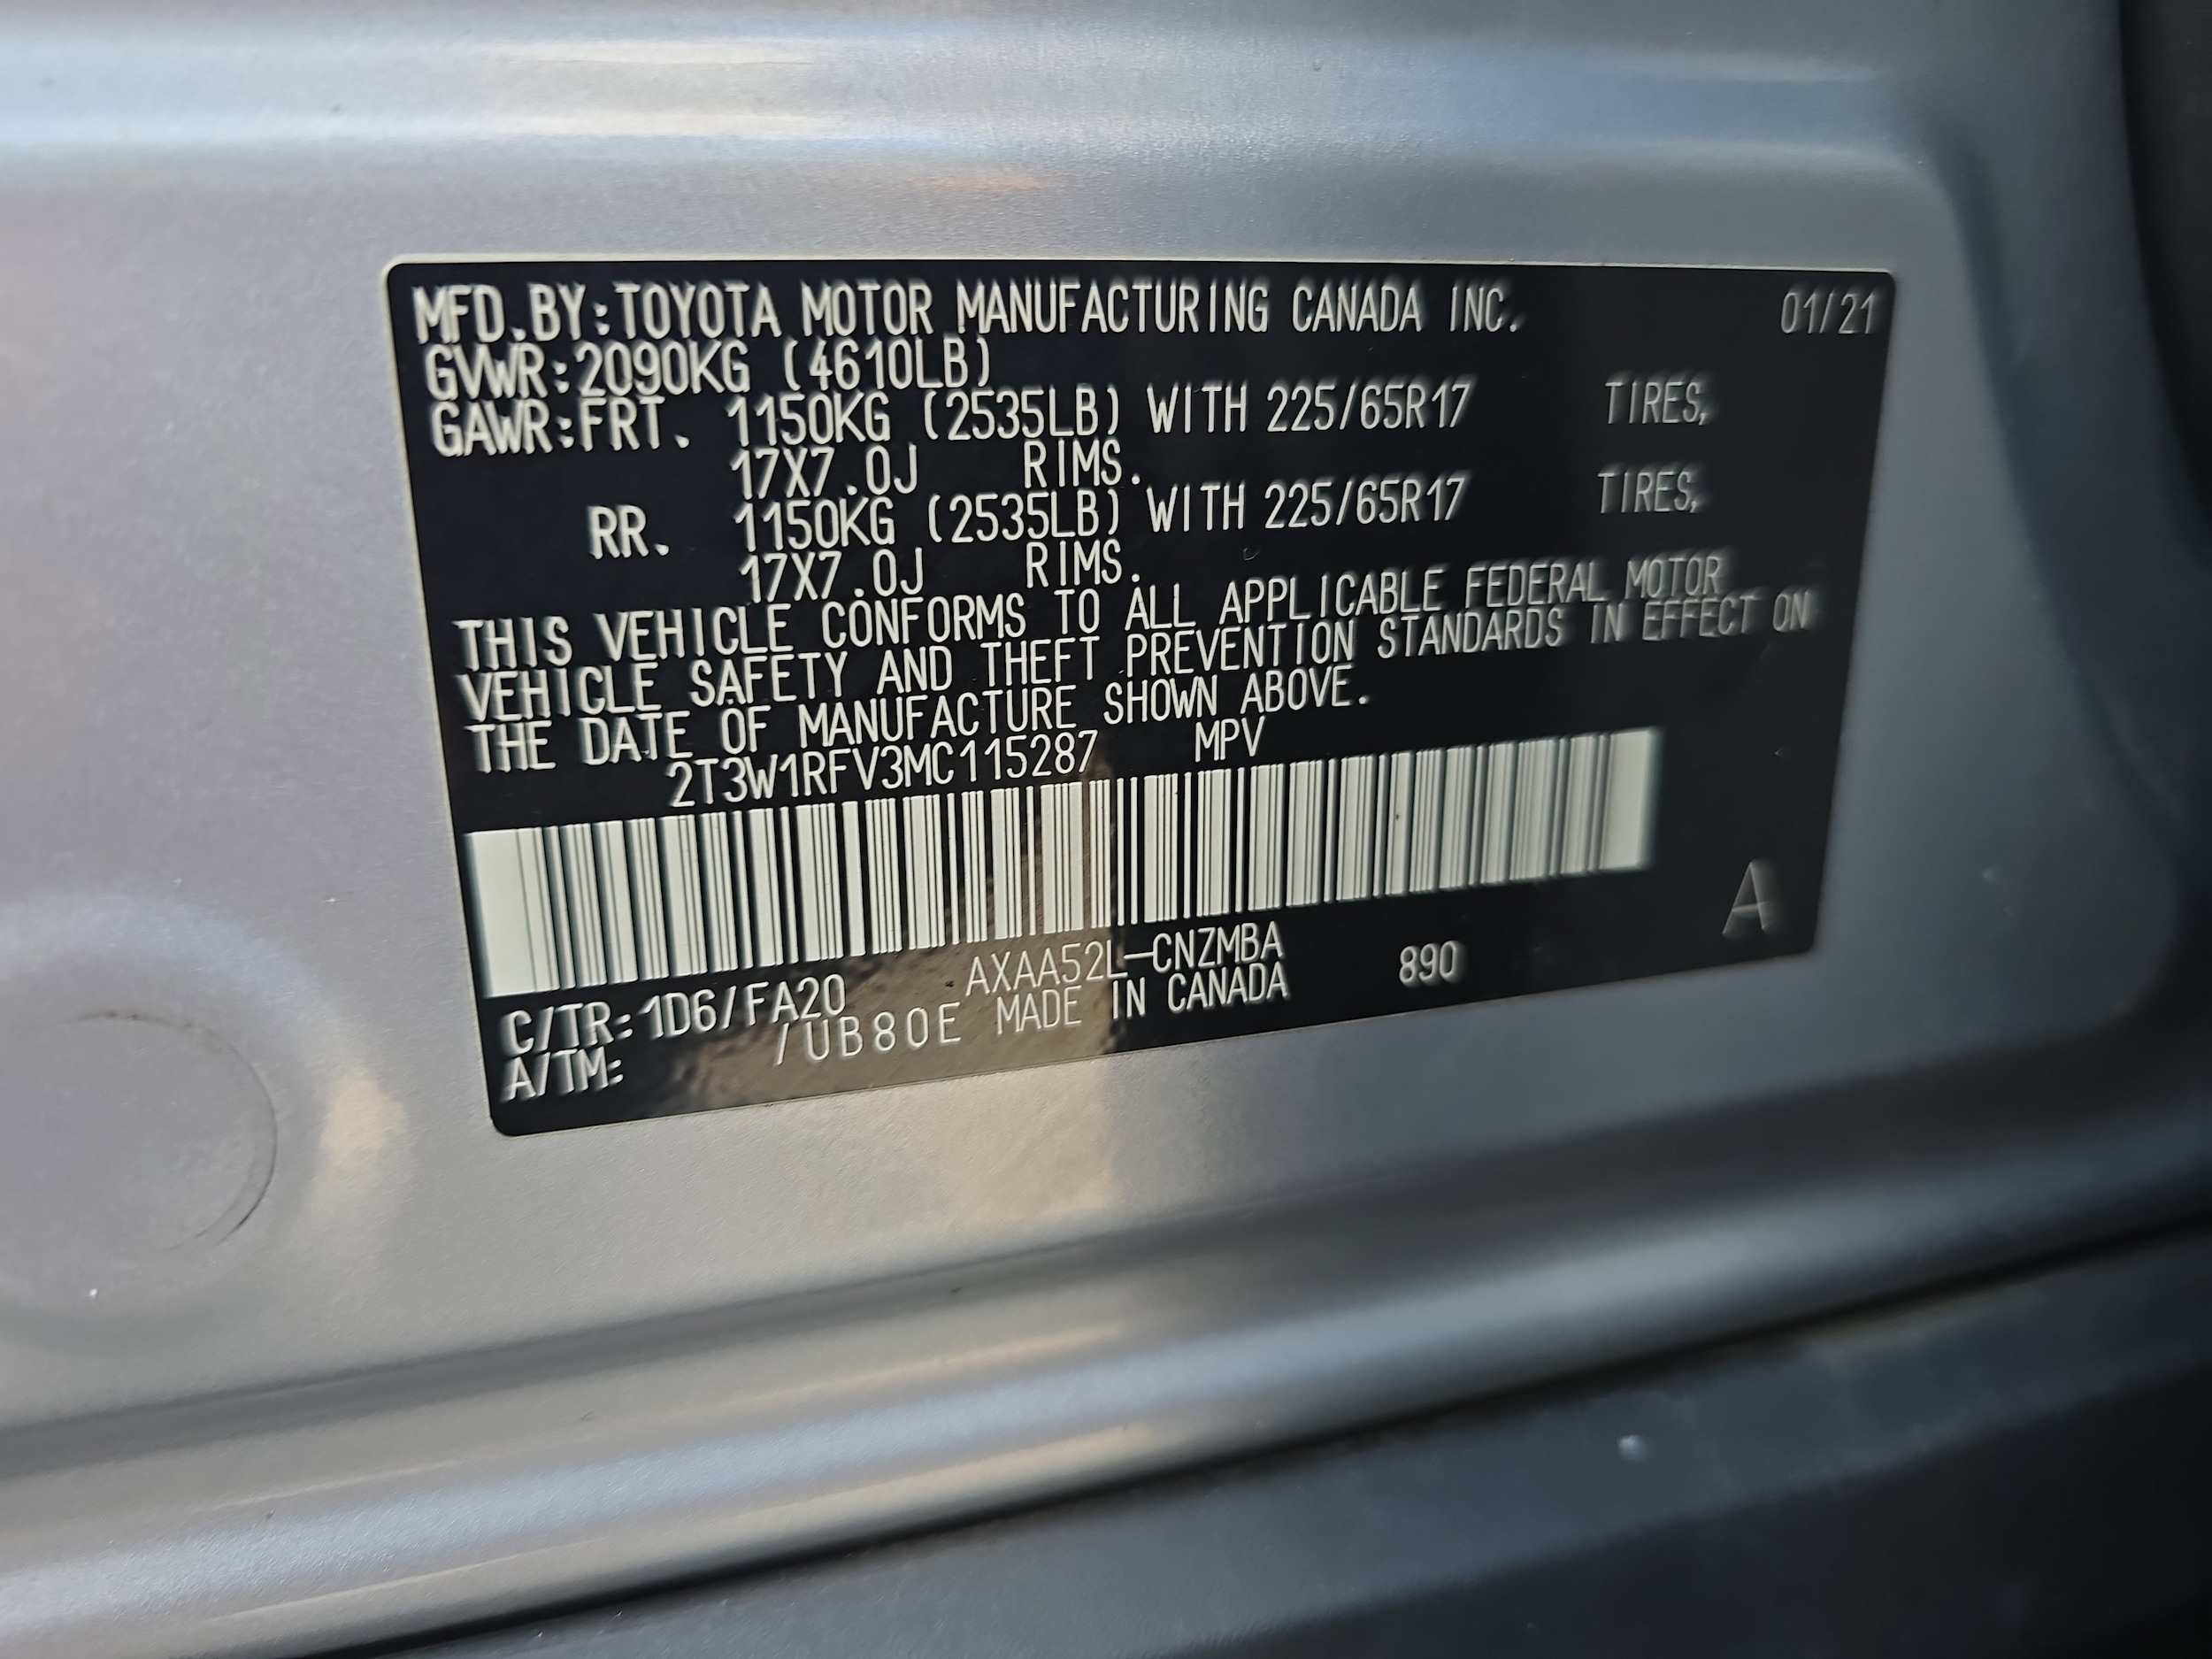 MFD.BY:TOYOTA MOTOR MANUFACTURING CANADA INC. 01/21
GVWR:2090KG (4610LB)
GAWR:FRT. 1150KG (2535LB) WITH 225/65R17 TIRES,
17X7.0J RIMS.
RR. 1150KG (2535LB) WITH 225/65R17 TIRES,
17X7.0J RIMS.
THIS VEHICLE CONFORMS TO ALL APPLICABLE FEDERAL MOTOR
VEHICLE SAFETY AND THEFT PREVENTION STANDARDS IN EFFECT ON
THE DATE OF MANUFACTURE SHOWN ABOVE.
2T3W1RFV3MC115287 MPV
A
C/TR:1D6/FA20 AXAA52L-CNZMBA 890
A/TM: /UB80E MADE IN CANADA